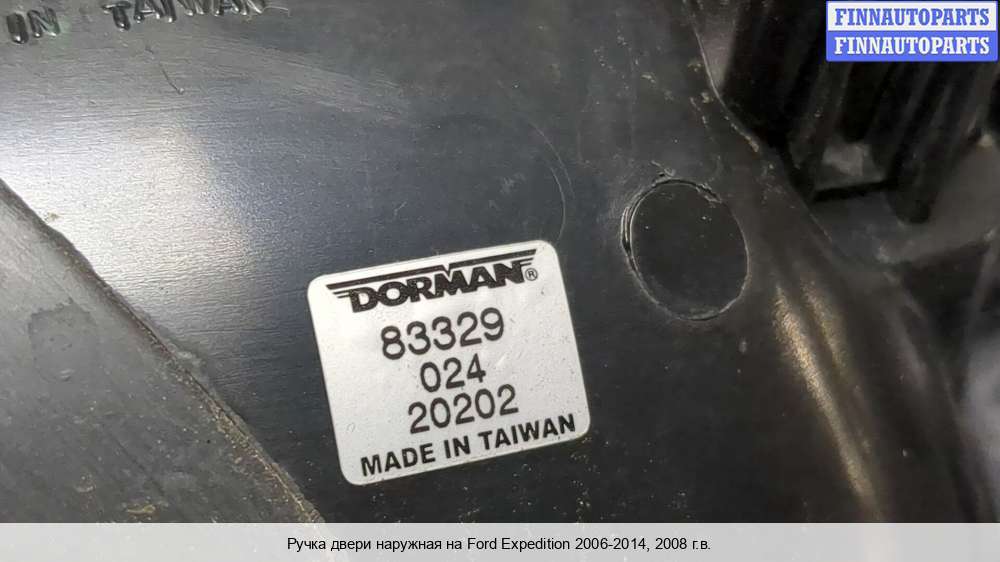 IN TAIWAN
FINNAUTOPARTS
FINNAUTOPARTS
DORMAN®
83329
024
20202
MADE IN TAIWAN
Ручка двери наружная на Ford Expedition 2006-2014, 2008 г.в.